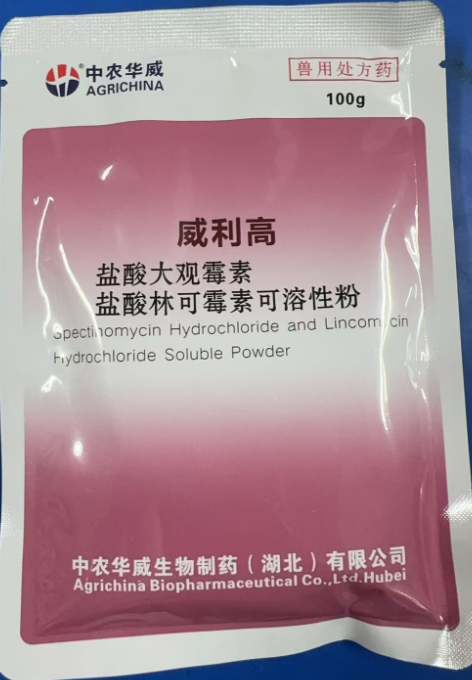 中农华威
AGRICHINA
兽用处方药
100g
威利高
盐酸大观霉素
盐酸林可霉素可溶性粉
Spectinomycin Hydrochloride and Lincomycin
Hydrochloride Soluble Powder
中农华威生物制药（湖北）有限公司
Agrichina Biopharmaceutical Co.,Ltd.Hubei